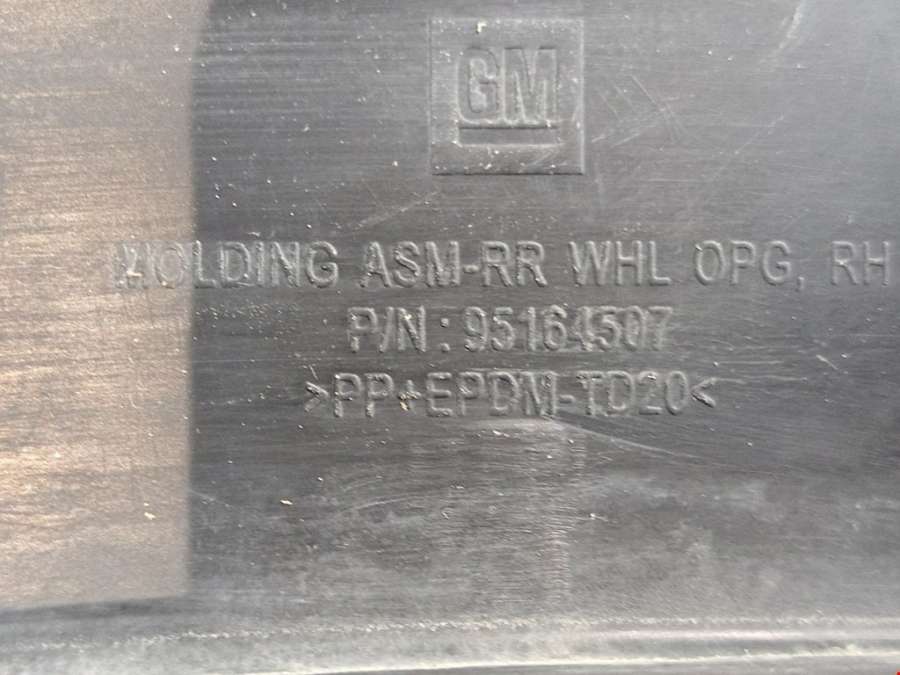 GM
MOLDING ASM-RR WHL OPG, RH
P/N: 95164507
>PP+EPDM-TD20<